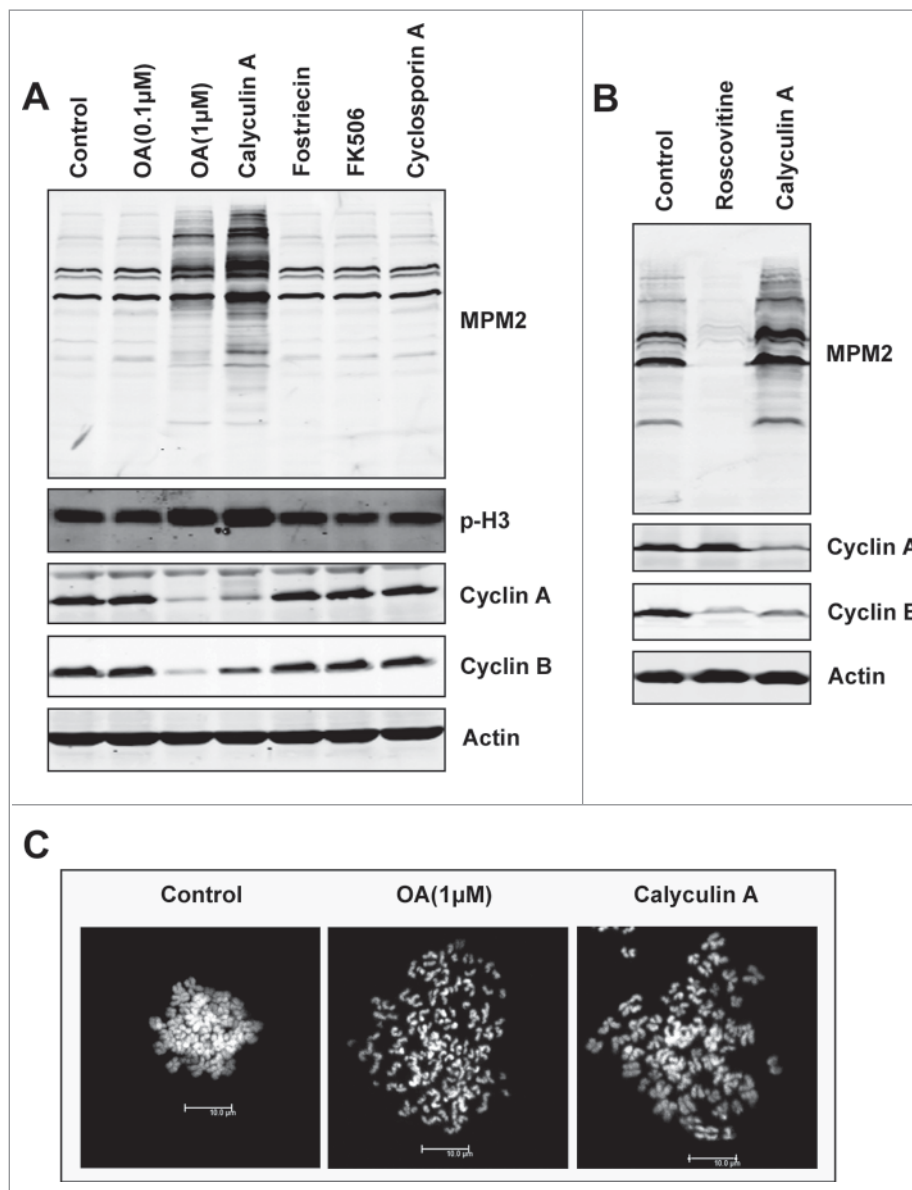 A
Control
OA(0.1µM)
OA(1µM)
Calyculin A
Fostriecin
FK506
Cyclosporin A
MPM2
p-H3
Cyclin A
Cyclin B
Actin
B
Control
Roscovitine
Calyculin A
MPM2
Cyclin A
Cyclin B
Actin
C
Control
OA(1µM)
Calyculin A
10.0 µm
10.0 µm
10.0 µm